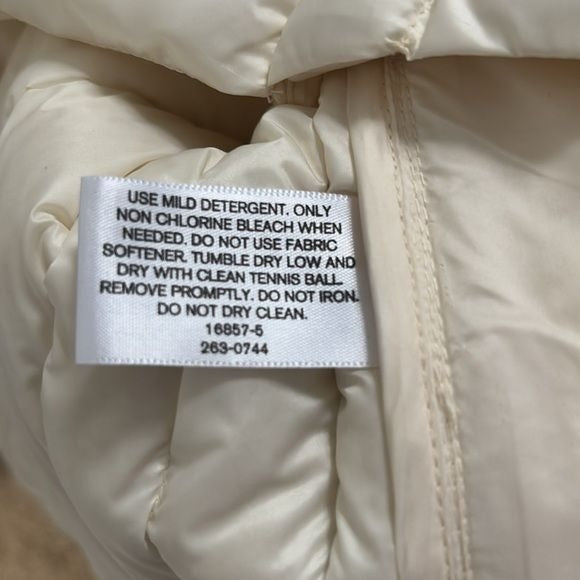 USE MILD DETERGENT. ONLY
NON CHLORINE BLEACH WHEN
NEEDED. DO NOT USE FABRIC
SOFTENER. TUMBLE DRY LOW AND
DRY WITH CLEAN TENNIS BALL.
REMOVE PROMPTLY. DO NOT IRON.
DO NOT DRY CLEAN.
16857-5
263-0744